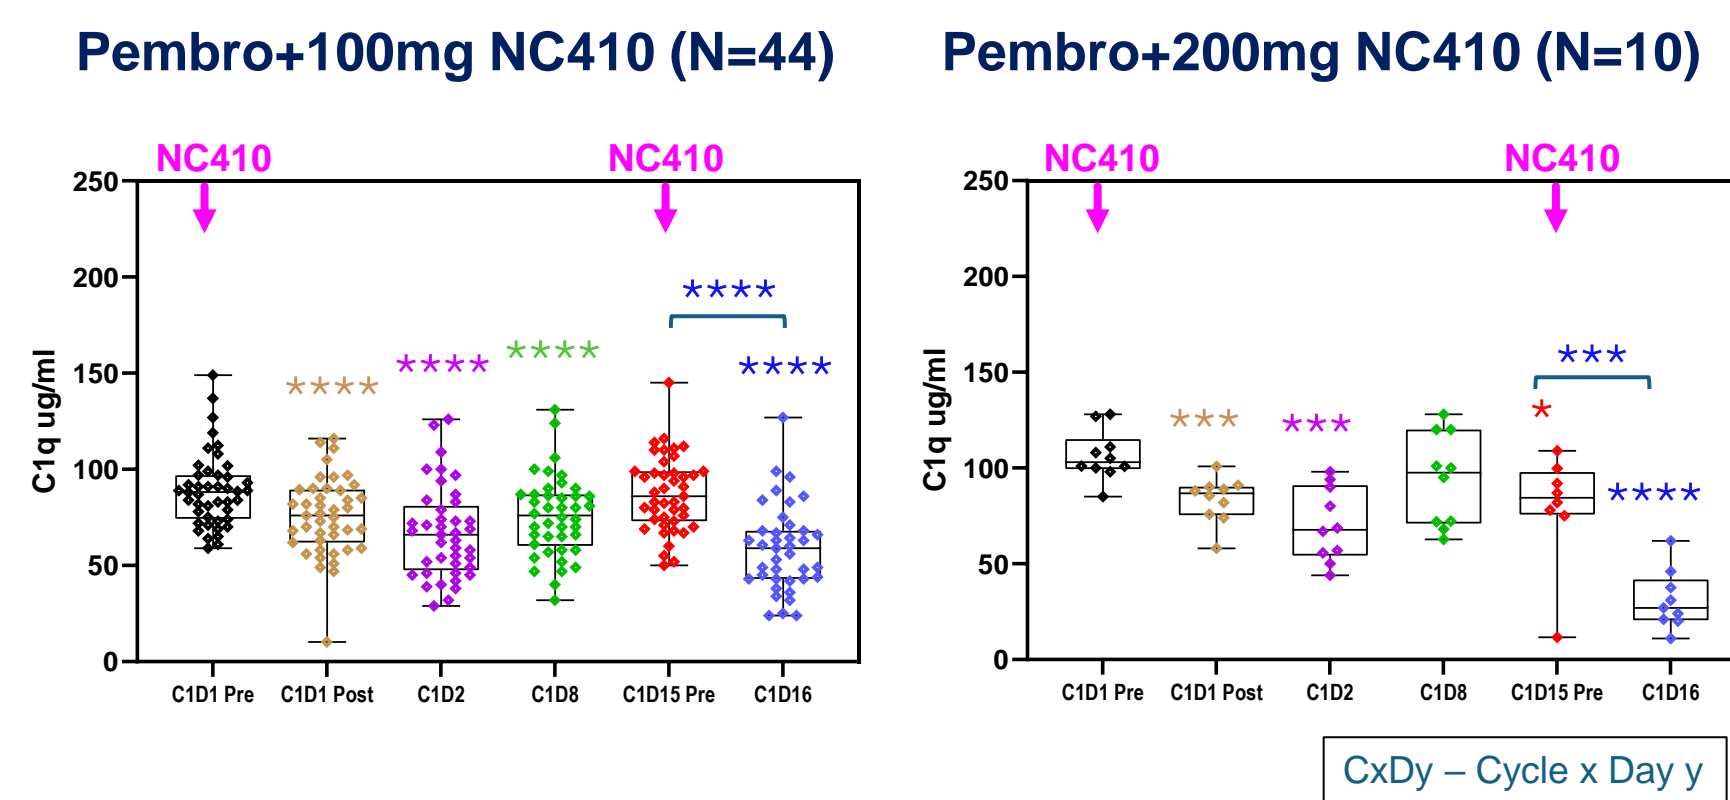 Pembro+100mg NC410 (N=44)
NC410
NC410
C1q ug/ml
250
200
150
100
50
0
****
****
****
****
****
C1D1 Pre
C1D1 Post
C1D2
C1D8
C1D15 Pre
C1D16
Pembro+200mg NC410 (N=10)
NC410
NC410
C1q ug/ml
250
200
150
100
50
0
***
***
***
*
****
C1D1 Pre
C1D1 Post
C1D2
C1D8
C1D15 Pre
C1D16
CxDy – Cycle x Day y